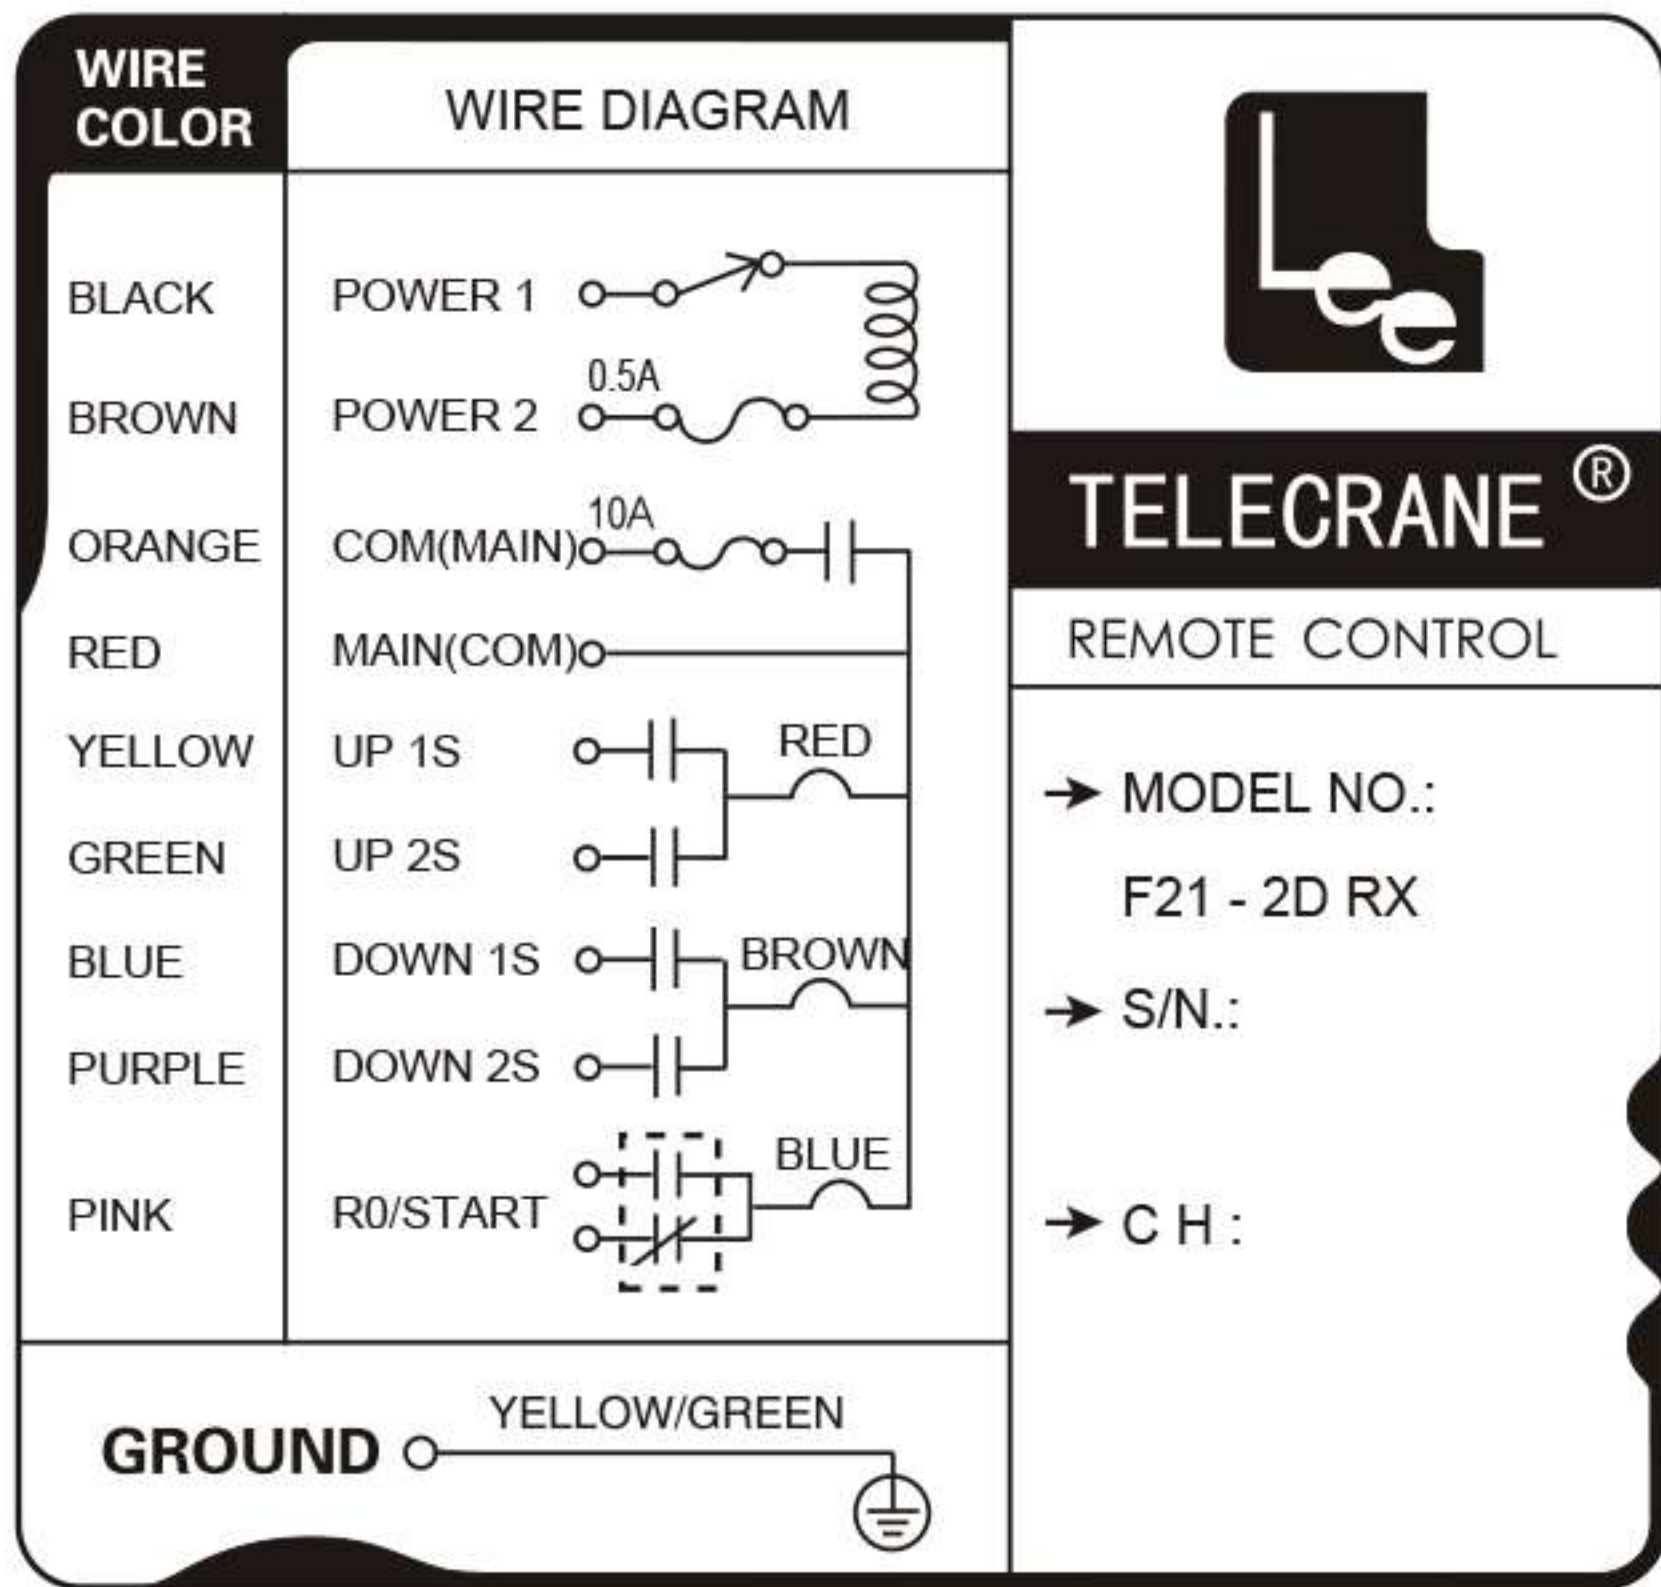 WIRE
COLOR
WIRE DIAGRAM
BLACK POWER 1
0.5A
BROWN POWER 2
10A
ORANGE COM(MAIN)
RED MAIN(COM)
YELLOW UP 1S RED
GREEN UP 2S
BLUE DOWN 1S BROWN
PURPLE DOWN 2S
BLUE
PINK R0/START
GROUND YELLOW/GREEN
Lee
TELECRANE ®
REMOTE CONTROL
MODEL NO.:
F21 - 2D RX
S/N.:
C H :